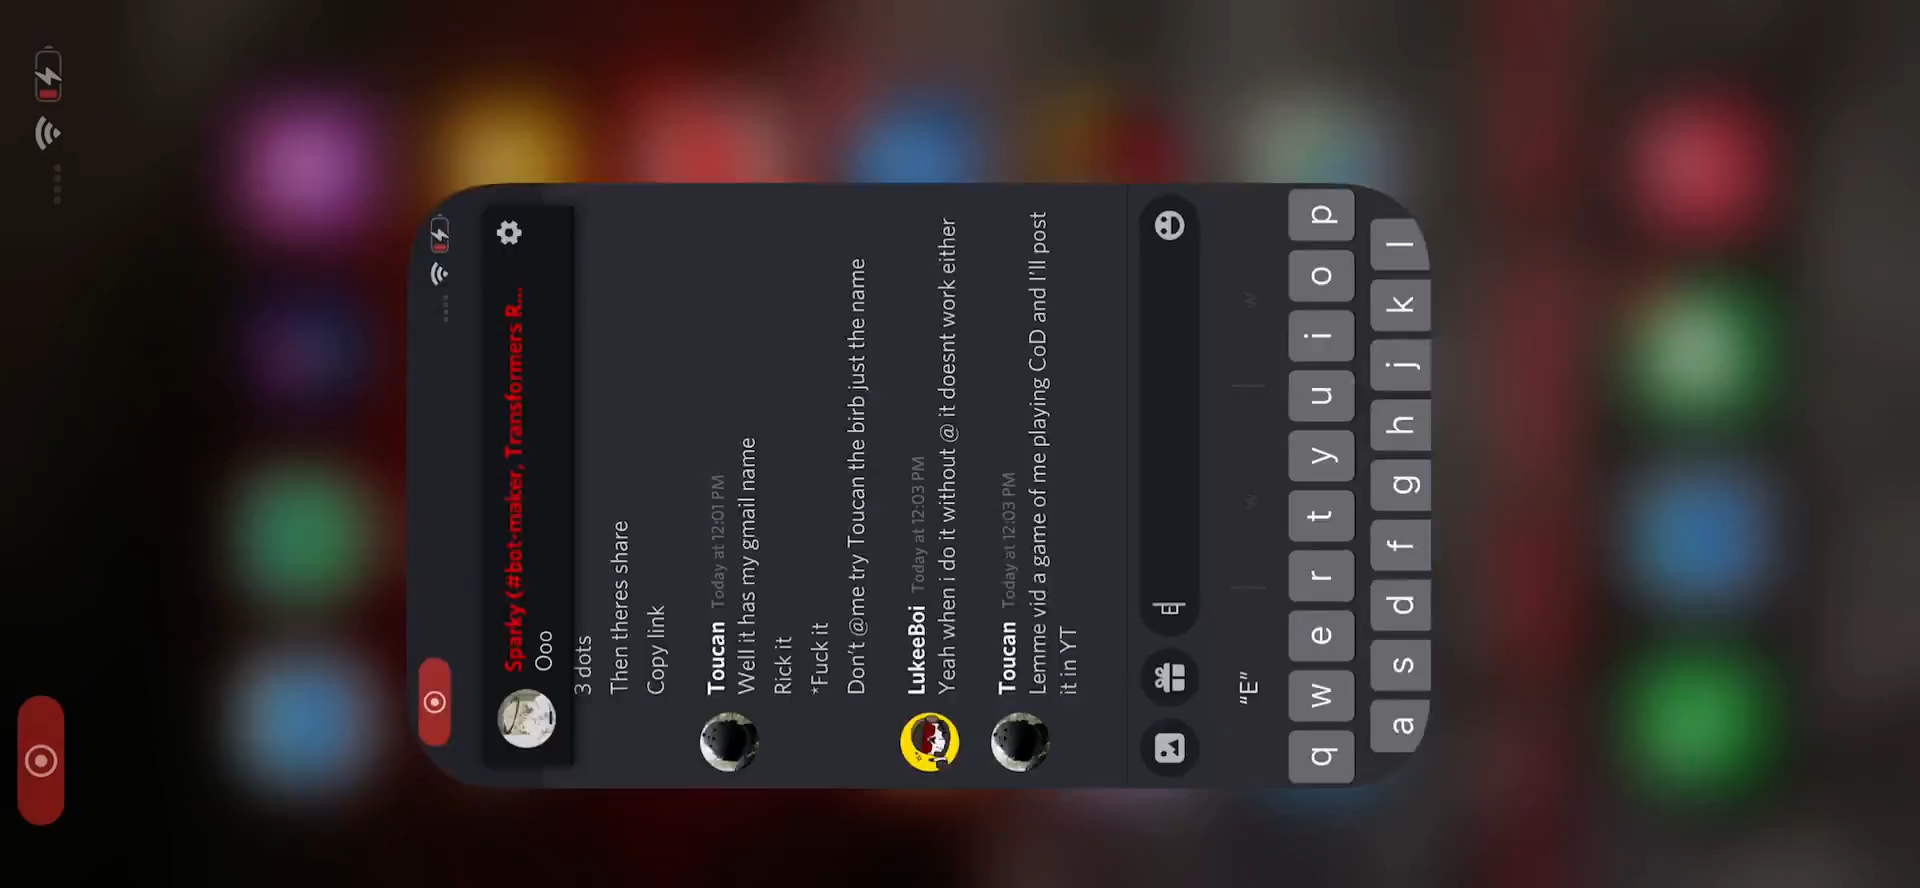 Sparky (#bot-maker, Transformers R...
Ooo
3 dots
Then theres share
Copy link
Toucan Today at 12:01 PM
Well it has my gmail name
Rick it
*Fuck it
Don't @me try Toucan the birb just the name
LukeeBoi Today at 12:03 PM
Yeah when i do it without @ it doesnt work either
Toucan Today at 12:03 PM
Lemme vid a game of me playing CoD and I'll post
it in YT
E
"E" w w
q w e r t y u i o p
a s d f g h j k l